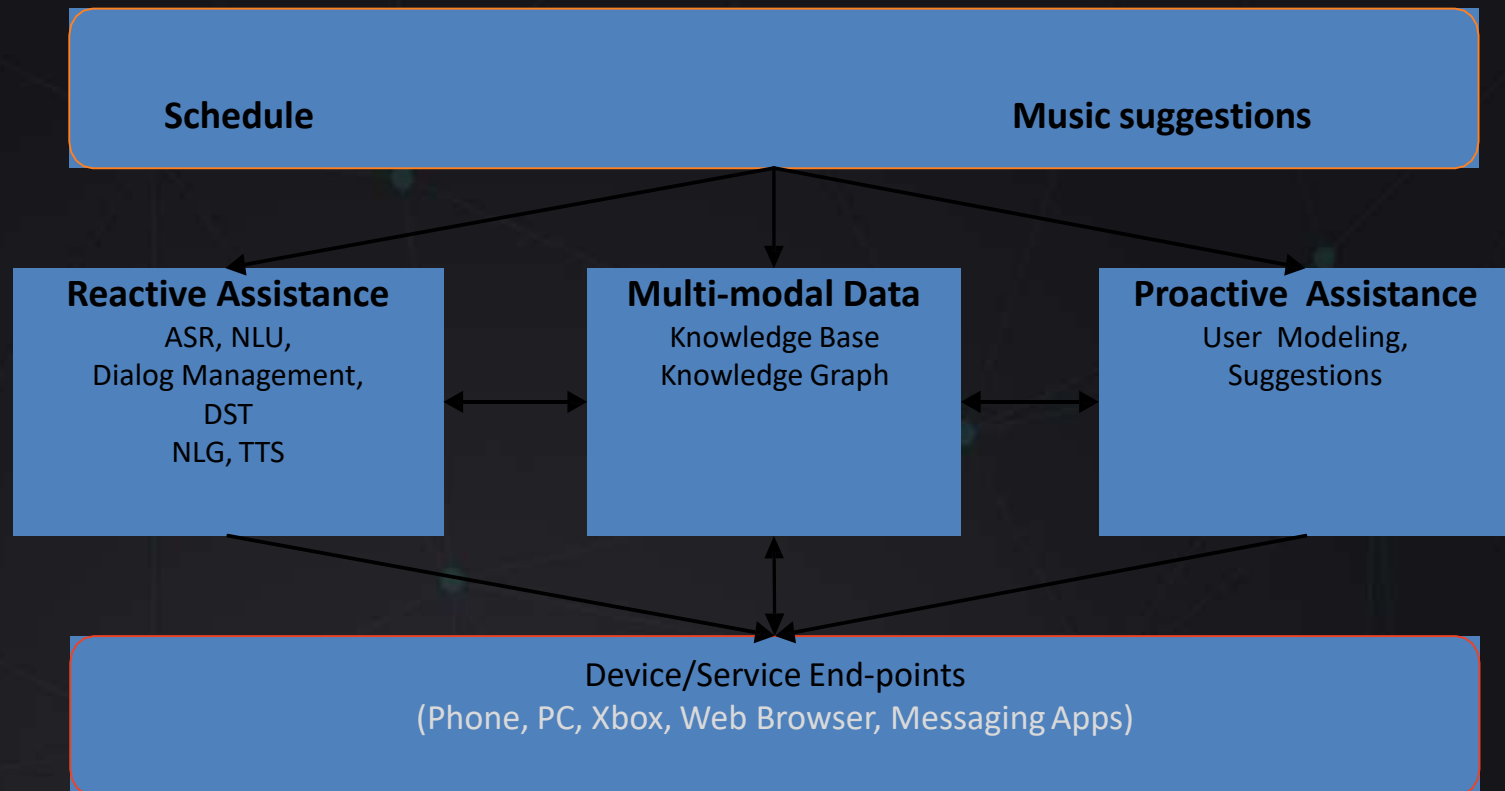 Schedule
Music suggestions
Reactive Assistance
ASR, NLU,
Dialog Management,
DST
NLG, TTS
Multi-modal Data
Knowledge Base
Knowledge Graph
Proactive Assistance
User Modeling,
Suggestions
Device/Service End-points
(Phone, PC, Xbox, Web Browser, Messaging Apps)